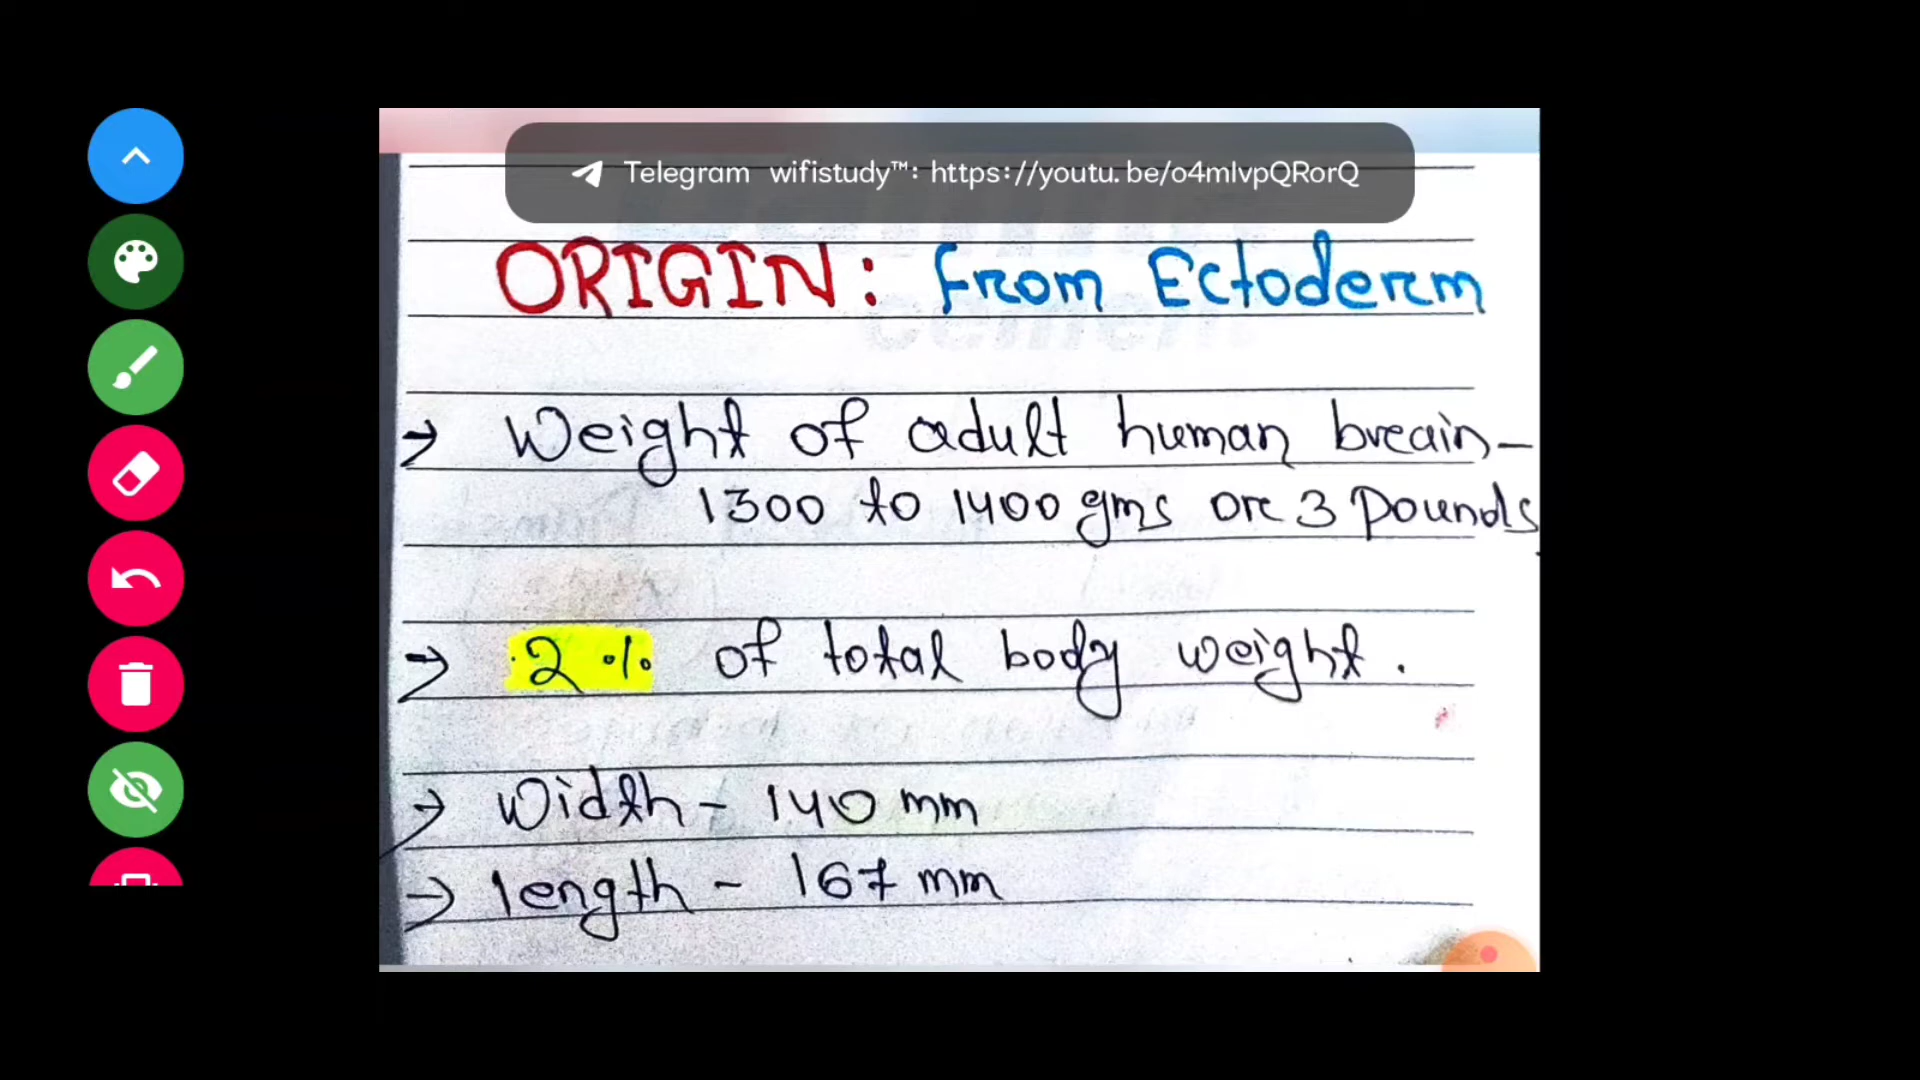 Telegram wifistudy™: https://youtu.be/o4mIvpQRorQ
ORIGIN: From Ectoderm
→ Weight of adult human brain -
1300 to 1400 gms or 3 pounds
→ 2% of total body weight.
→ Width - 140 mm
→ length - 167 mm